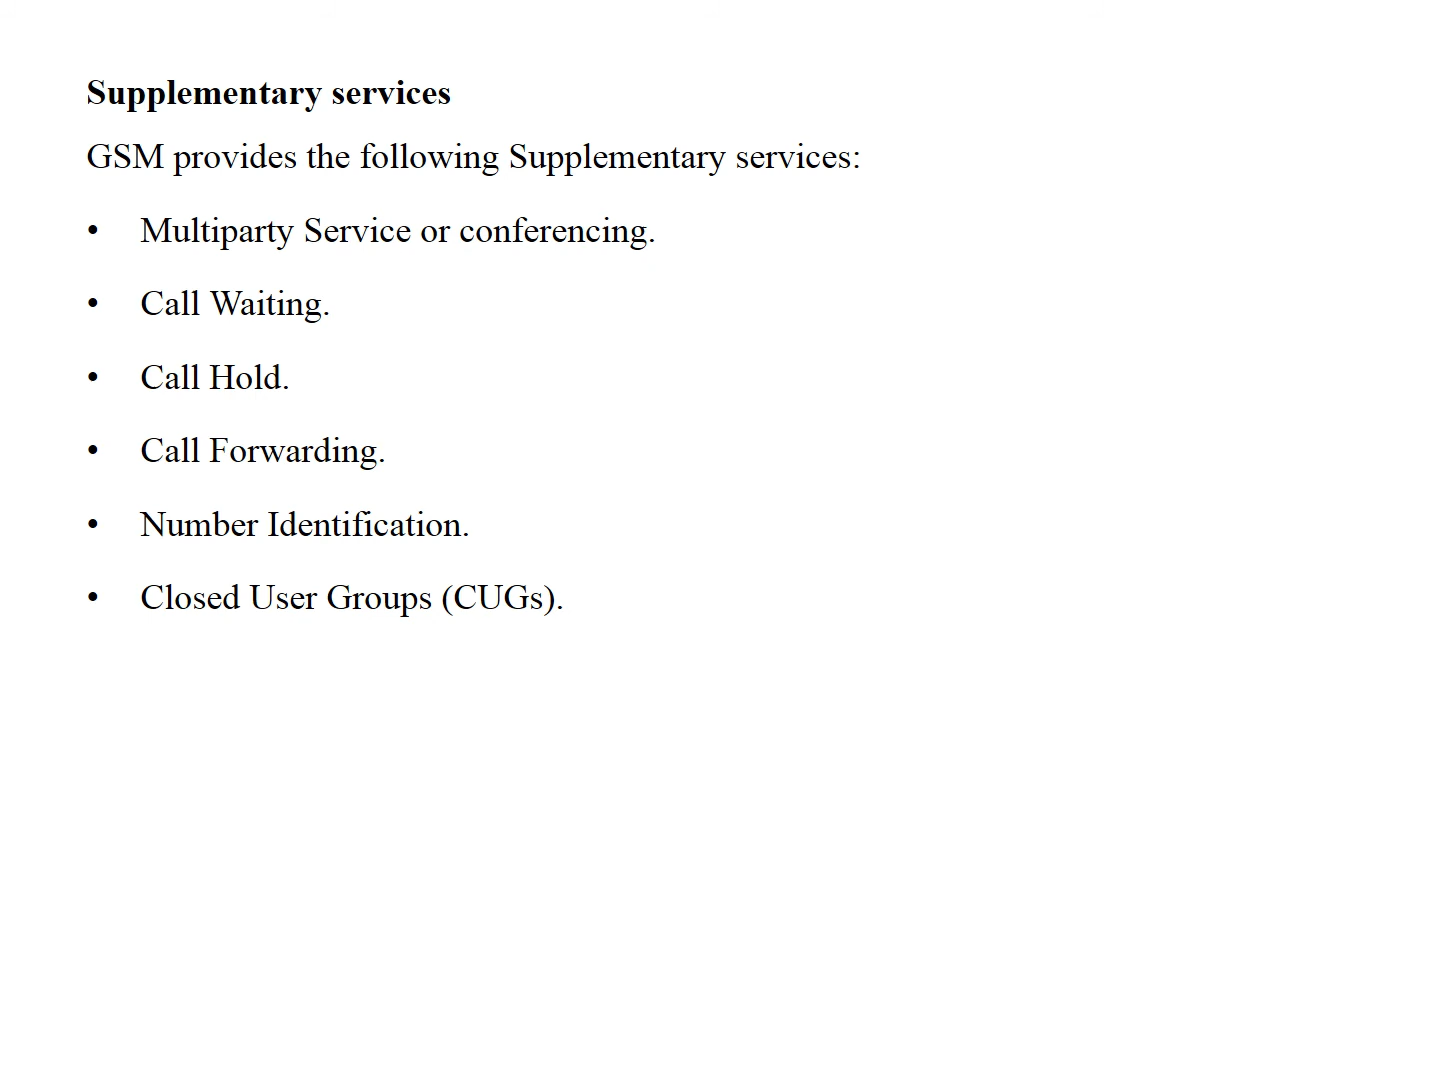 Supplementary services
GSM provides the following Supplementary services:
• Multiparty Service or conferencing.
• Call Waiting.
• Call Hold.
• Call Forwarding.
• Number Identification.
• Closed User Groups (CUGs).